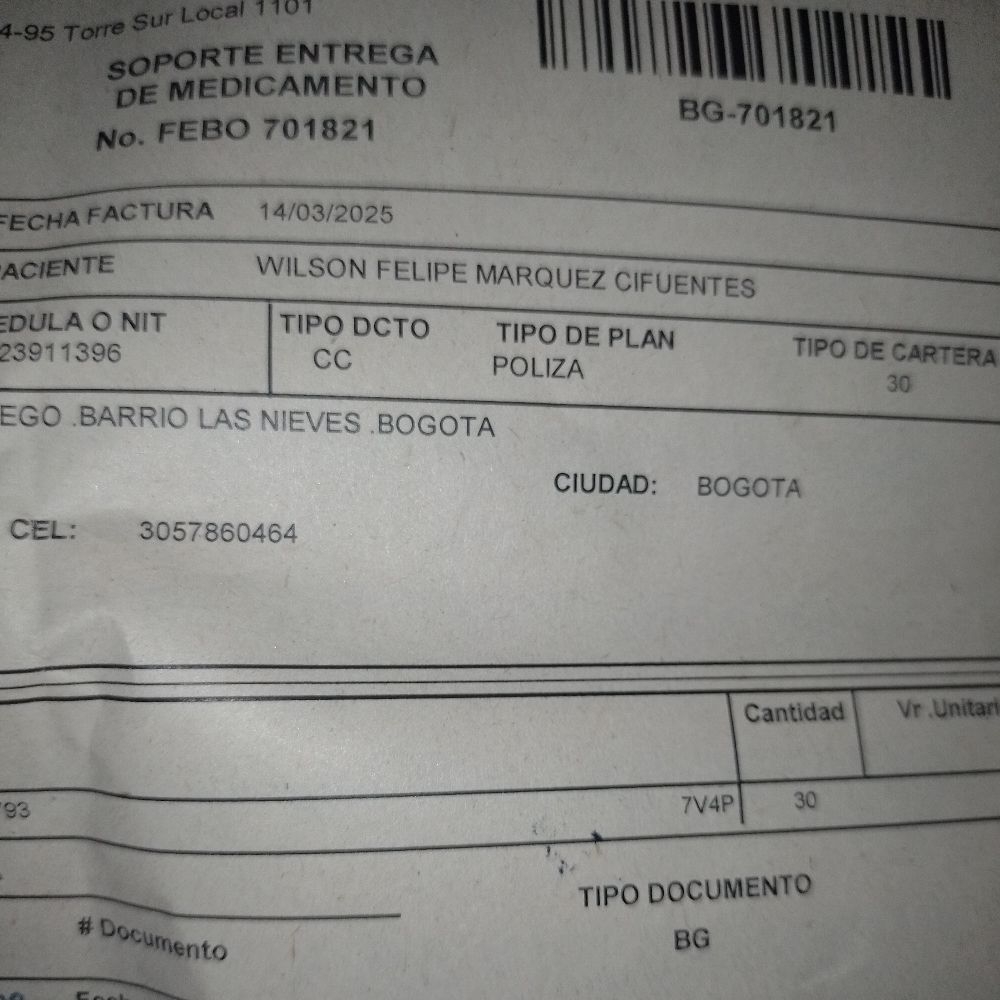 4-95 Torre Sur Local 1101
SOPORTE ENTREGA
DE MEDICAMENTO
No. FEBO 701821
BG-701821
FECHA FACTURA 14/03/2025
ACIENTE WILSON FELIPE MARQUEZ CIFUENTES
EDULA O NIT TIPO DCTO TIPO DE PLAN TIPO DE CARTERA
23911396 CC POLIZA 30
EGO .BARRIO LAS NIEVES .BOGOTA
CIUDAD: BOGOTA
CEL: 3057860464
Cantidad Vr .Unitari
93 7V4P 30
TIPO DOCUMENTO
# Documento BG